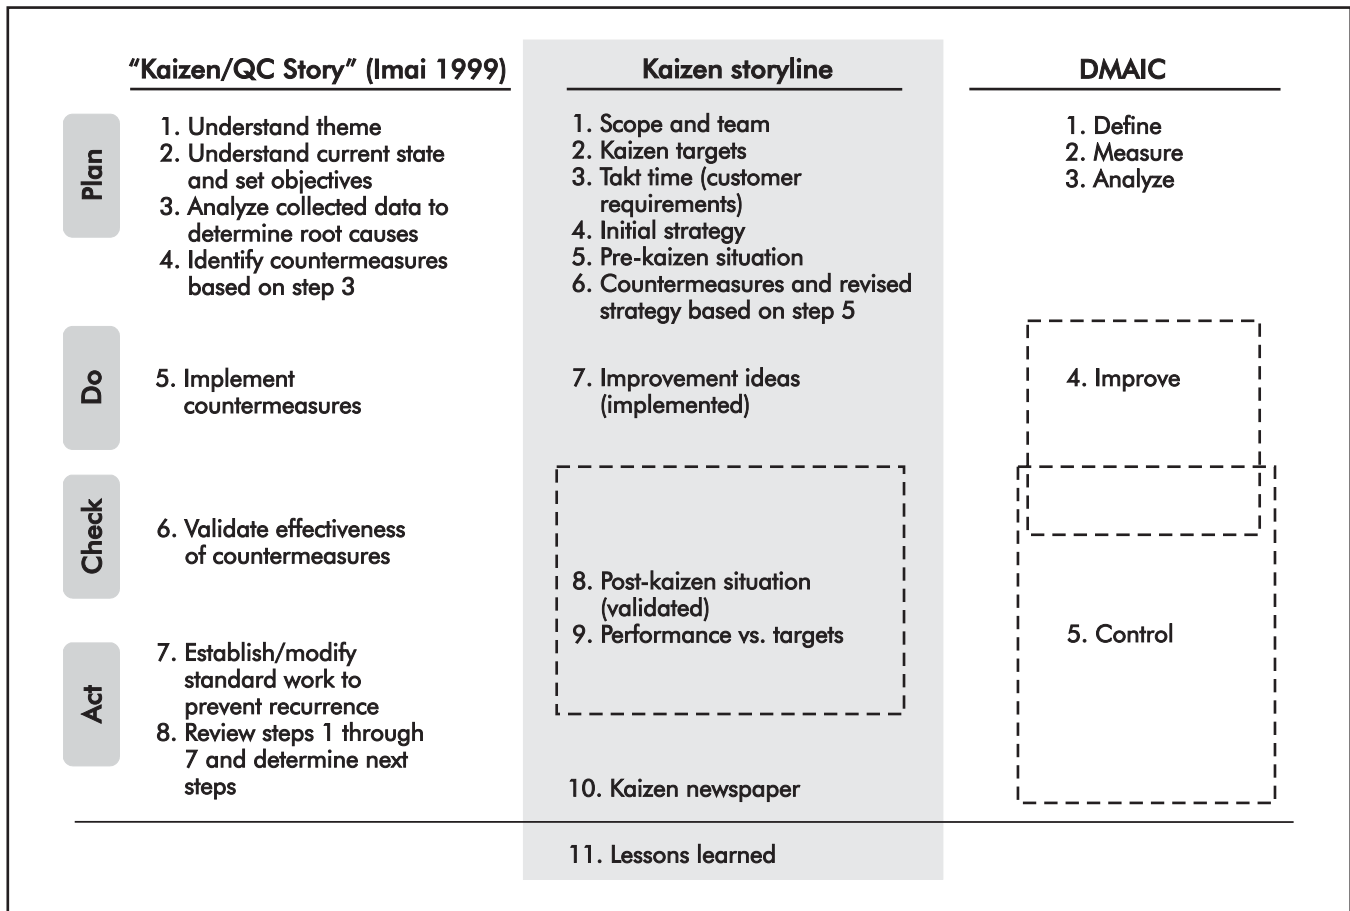 “Kaizen/QC Story” (Imai 1999)
Kaizen storyline
DMAIC
Plan
1. Understand theme
2. Understand current state
and set objectives
3. Analyze collected data to
determine root causes
4. Identify countermeasures
based on step 3
1. Scope and team
2. Kaizen targets
3. Takt time (customer
requirements)
4. Initial strategy
5. Pre-kaizen situation
6. Countermeasures and revised
strategy based on step 5
1. Define
2. Measure
3. Analyze
Do
5. Implement
countermeasures
7. Improvement ideas
(implemented)
4. Improve
Check
6. Validate effectiveness
of countermeasures
8. Post-kaizen situation
(validated)
9. Performance vs. targets
5. Control
Act
7. Establish/modify
standard work to
prevent recurrence
8. Review steps 1 through
7 and determine next
steps
10. Kaizen newspaper
11. Lessons learned